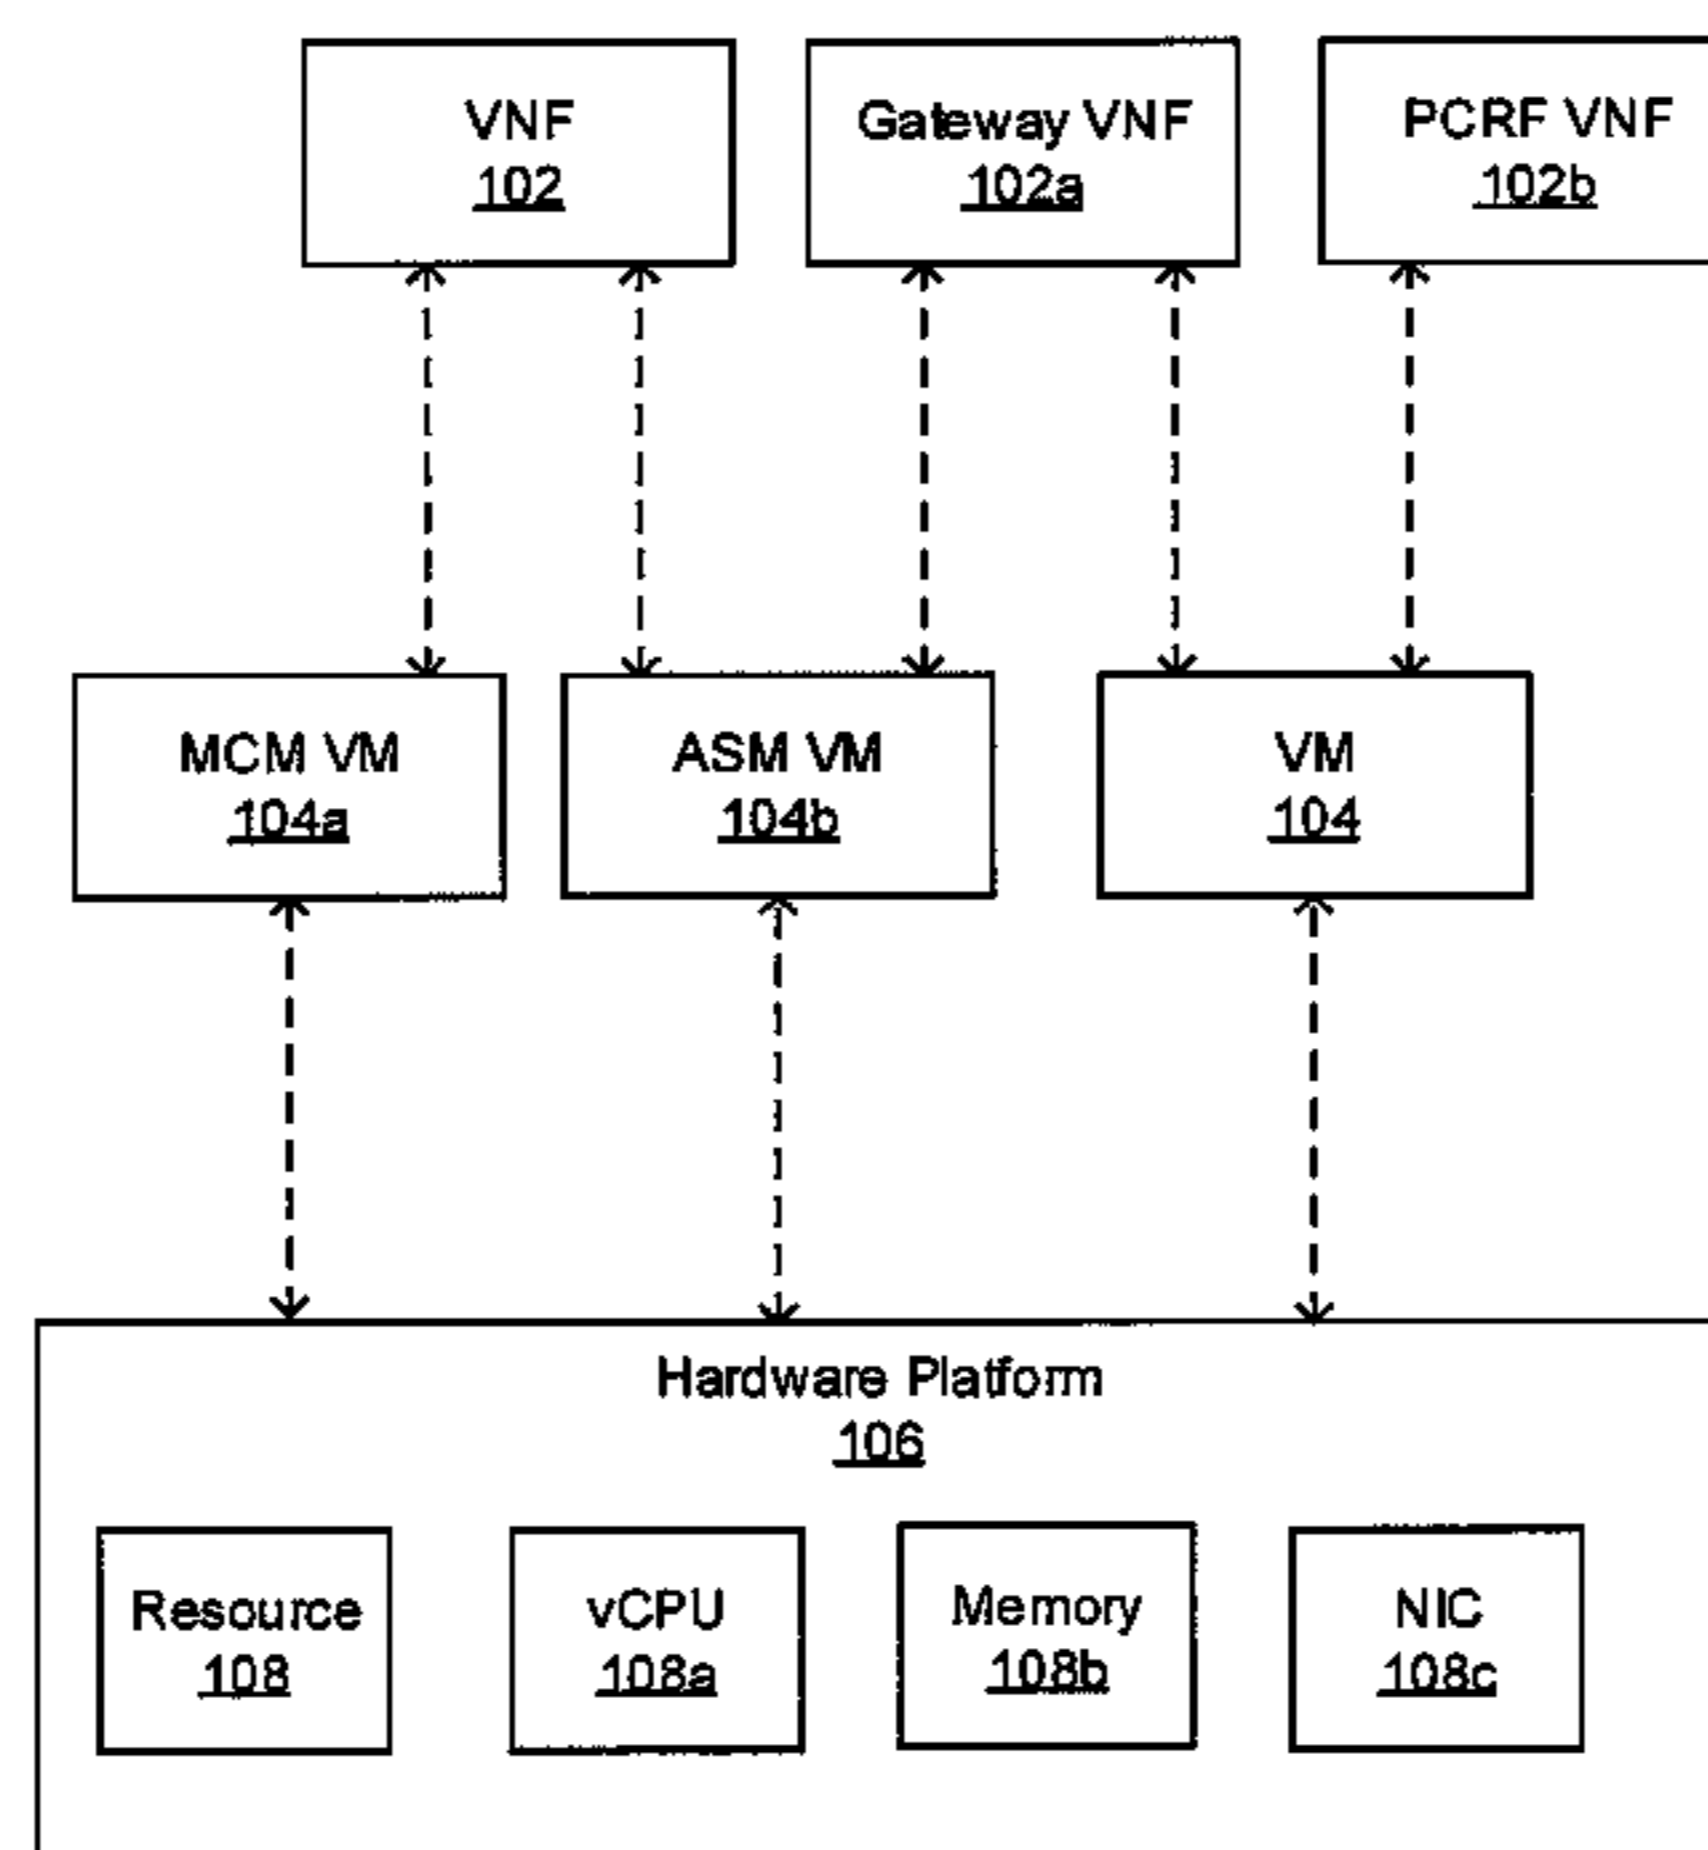 VNF
102
Gateway VNF
102a
PCRF VNF
102b
MCM VM
104a
ASM VM
104b
VM
104
Hardware Platform
106
Resource
108
vCPU
108a
Memory
108b
NIC
108c